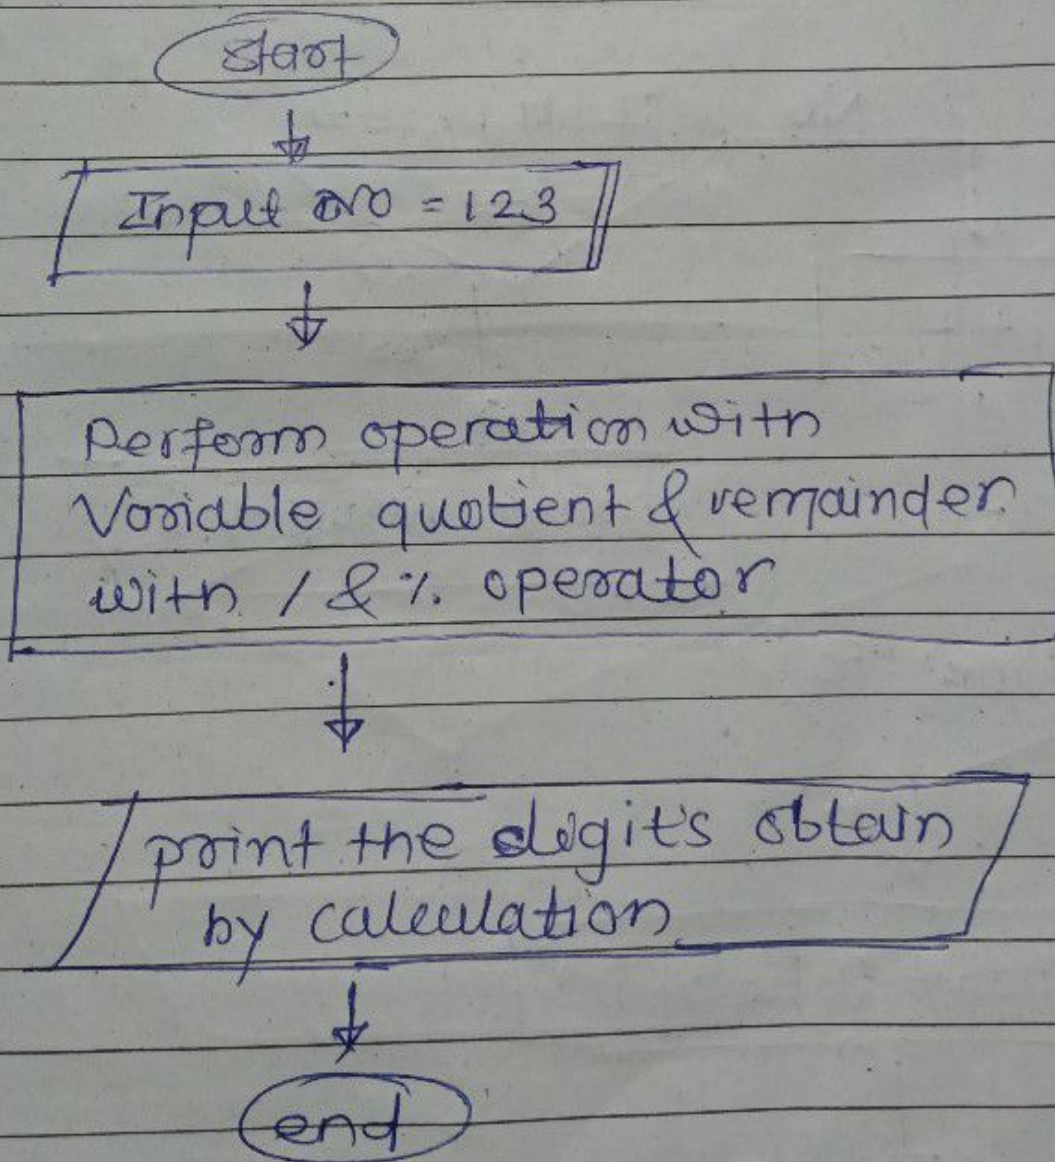 start
Input no = 123
Perform operation with
Variable quotient & remainder
with / & % operator
print the digits obtain
by calculation
end